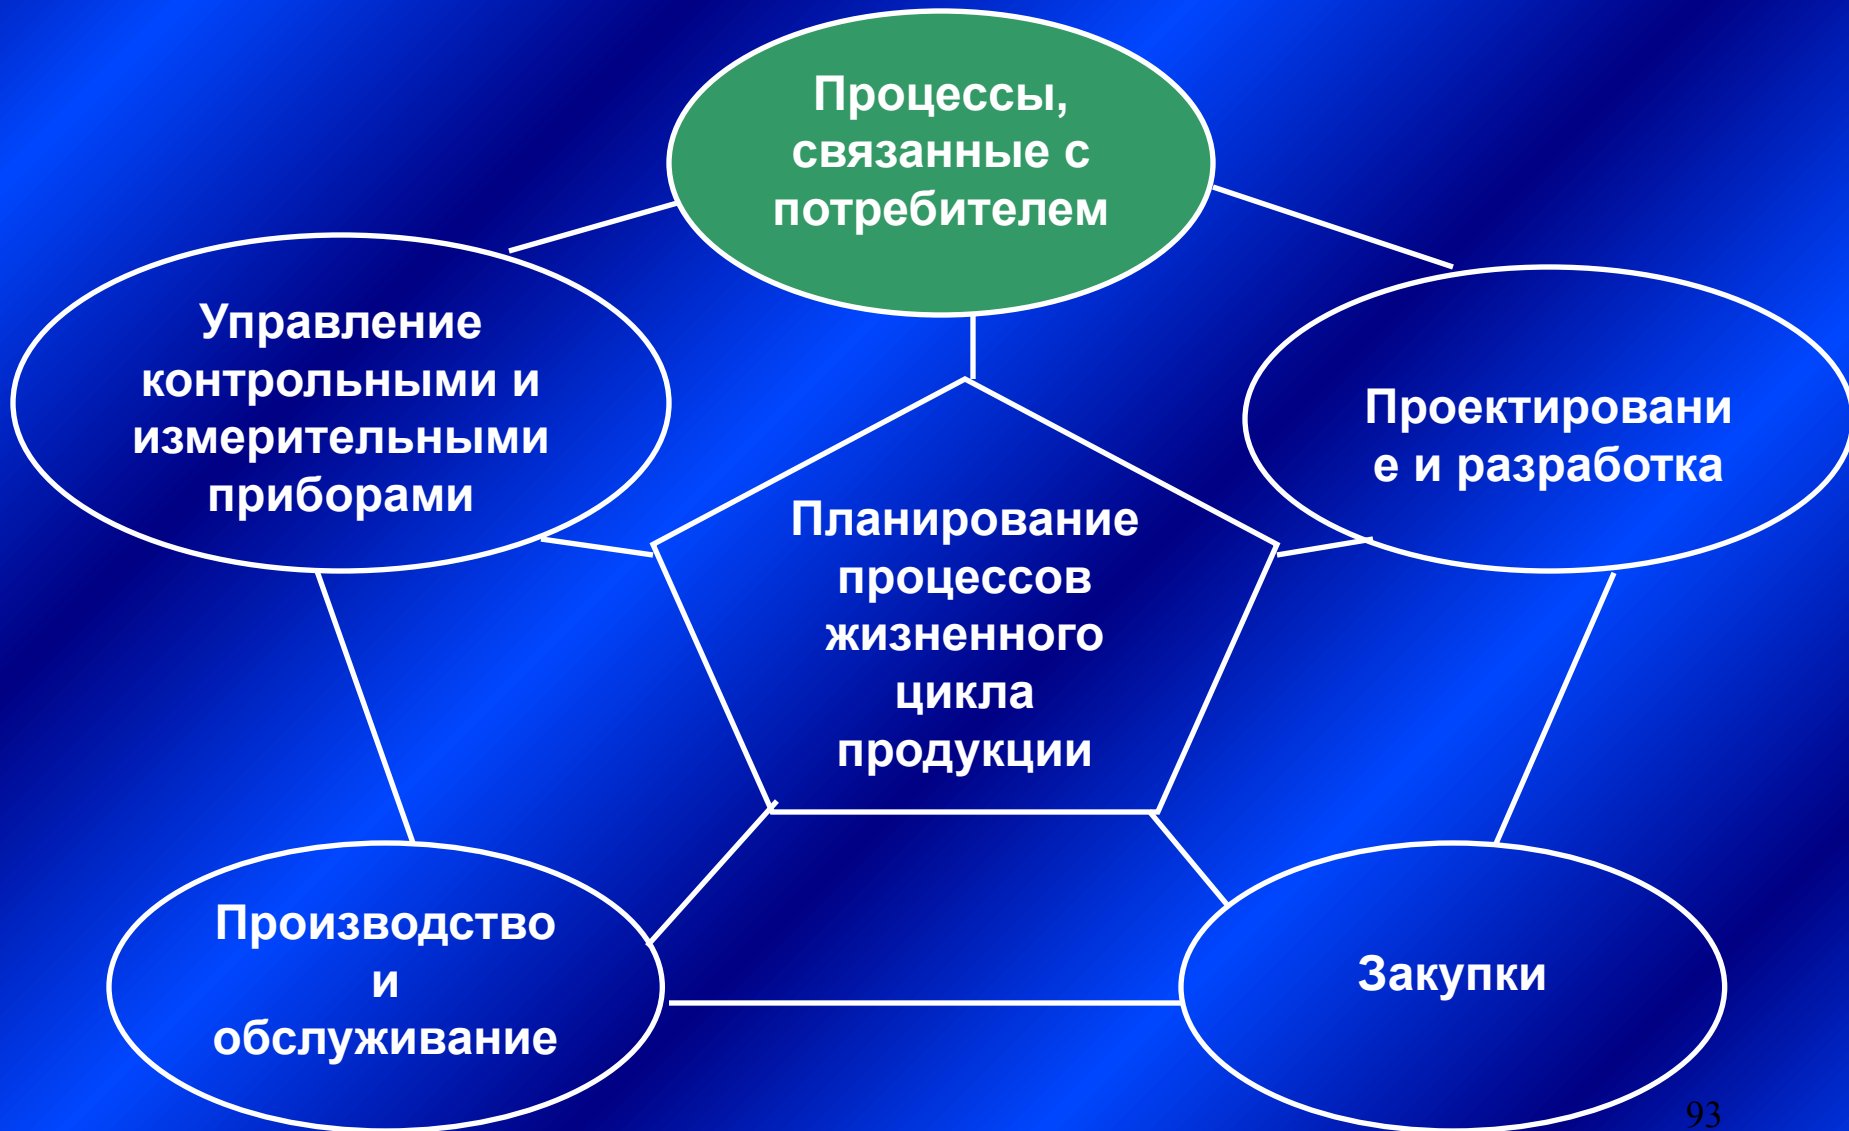 Процессы,
связанные с
потребителем
Управление
контрольными и
измерительными
приборами
Проектировани
е и разработка
Планирование
процессов
жизненного
цикла
продукции
Производство
и
обслуживание
Закупки
93